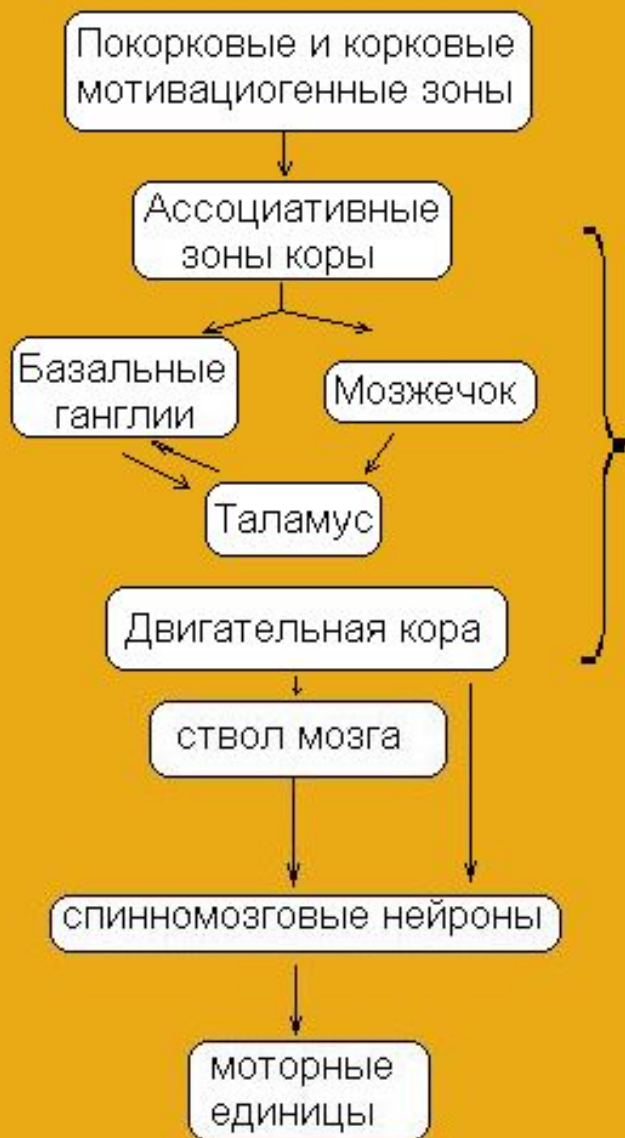 Покорковые и корковые
мотивациогенные зоны
Ассоциативные
зоны коры
Базальные
ганглии
Мозжечок
Таламус
Двигательная кора
ствол мозга
спинномозговые нейроны
моторные
единицы